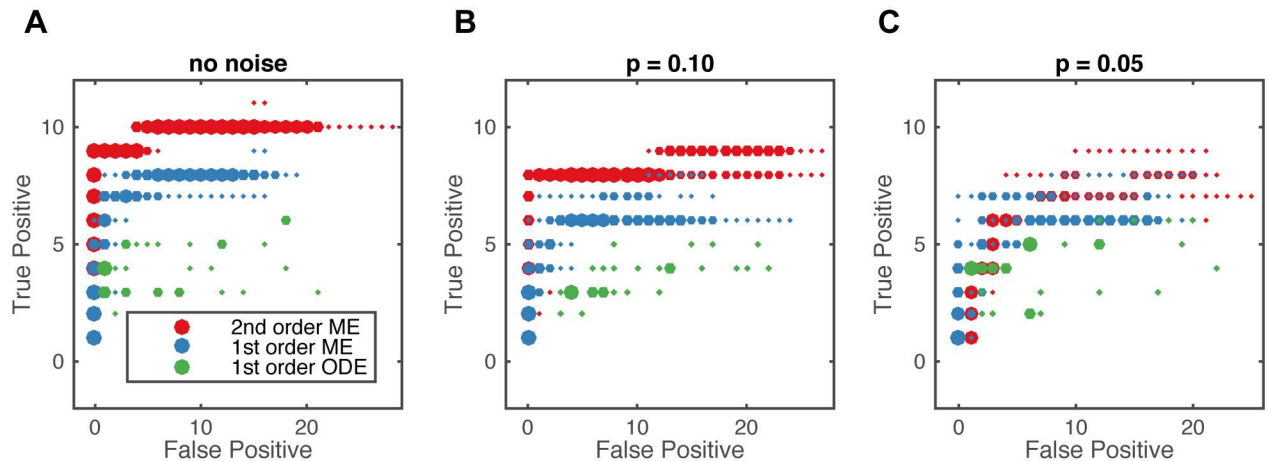 A
B
C
no noise
p = 0.10
p = 0.05
True Positive
10
5
0
2nd order ME
1st order ME
1st order ODE
0
10
20
False Positive
True Positive
10
5
0
0
10
20
False Positive
True Positive
10
5
0
0
10
20
False Positive